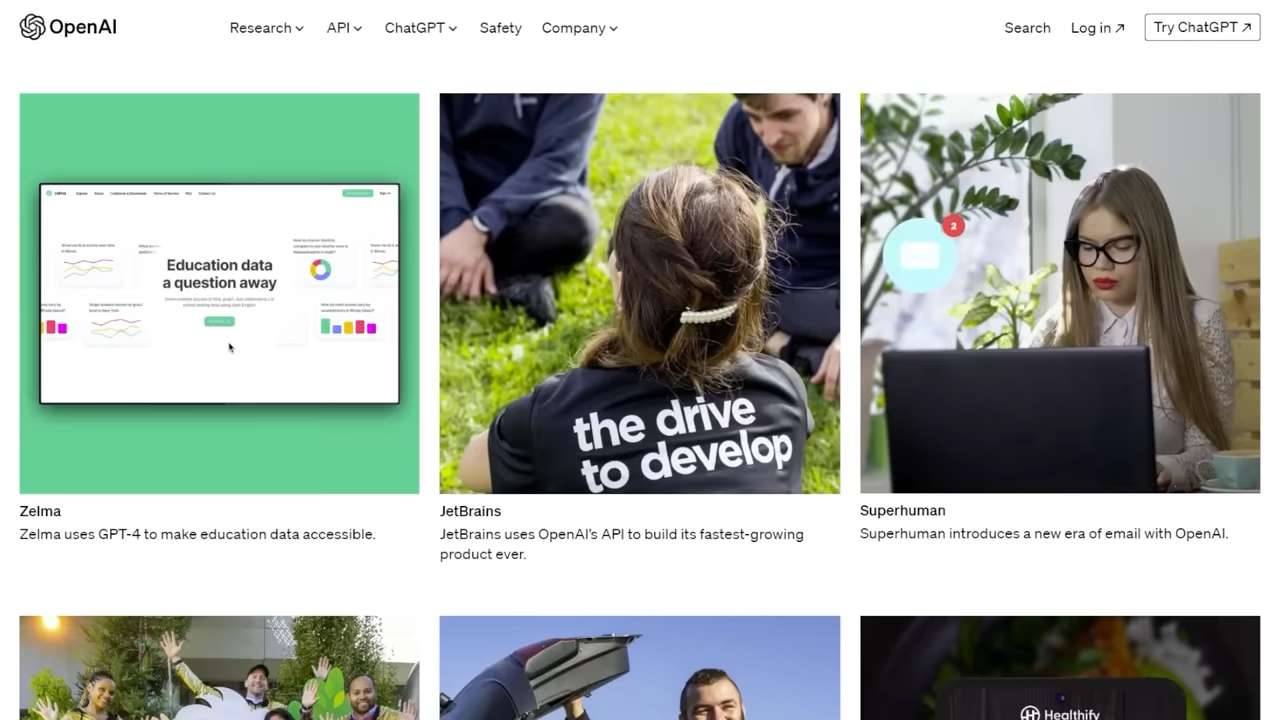 OpenAI
Research
API
ChatGPT
Safety
Company
Search
Log in ↗
Try ChatGPT ↗
zelma
Education data
a question away
the drive
to develop
2
Zelma
Zelma uses GPT-4 to make education data accessible.
JetBrains
JetBrains uses OpenAI's API to build its fastest-growing
product ever.
Superhuman
Superhuman introduces a new era of email with OpenAI.
Healthify